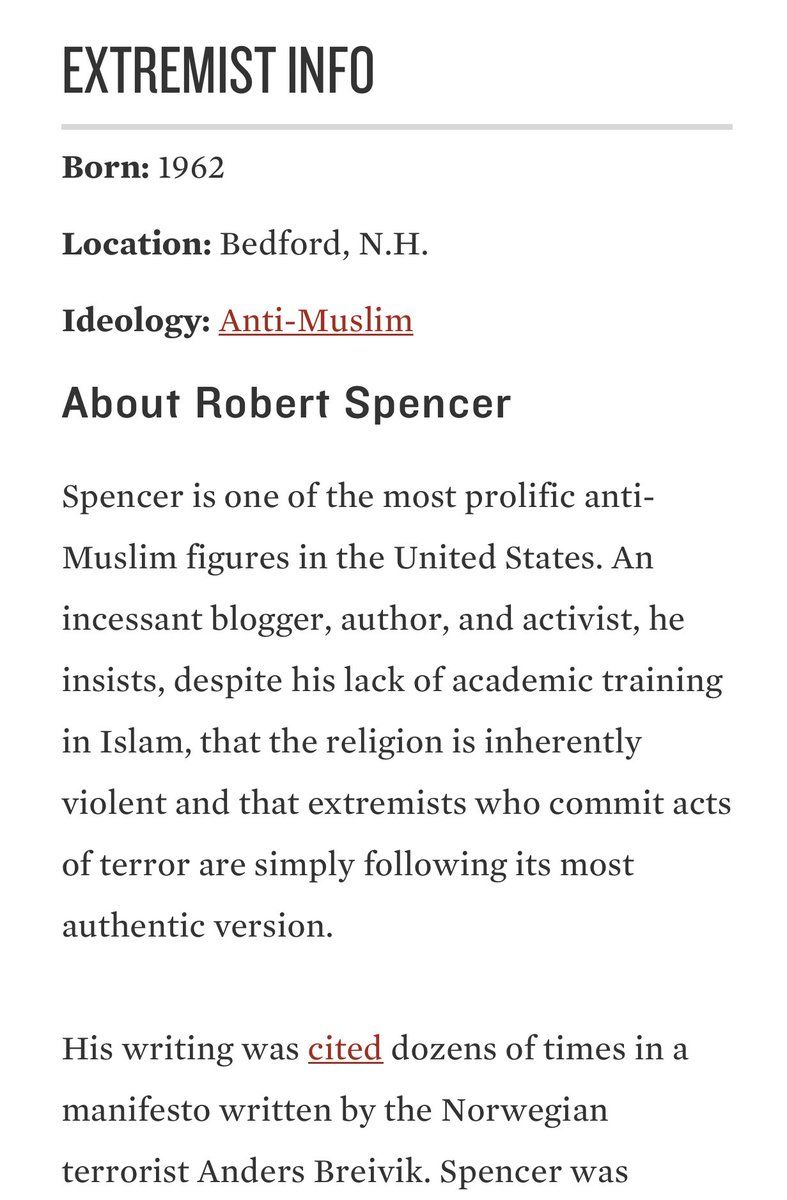 EXTREMIST INFO
Born: 1962
Location: Bedford, N.H.
Ideology: Anti-Muslim
About Robert Spencer
Spencer is one of the most prolific anti-
Muslim figures in the United States. An
incessant blogger, author, and activist, he
insists, despite his lack of academic training
in Islam, that the religion is inherently
violent and that extremists who commit acts
of terror are simply following its most
authentic version.
His writing was cited dozens of times in a
manifesto written by the Norwegian
terrorist Anders Breivik. Spencer was